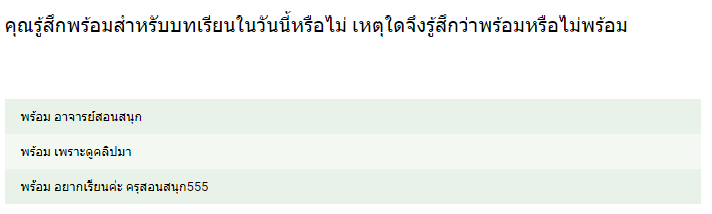 คุณรู้สึกพร้อมสำหรับบทเรียนในวันนี้หรือไม่ เหตุใดจึงรู้สึกว่าพร้อมหรือไม่พร้อม
พร้อม อาจารย์สอนสนุก
พร้อม เพราะดูคลิปมา
พร้อม อยากเรียนค่ะ ครุสอนสนุก555